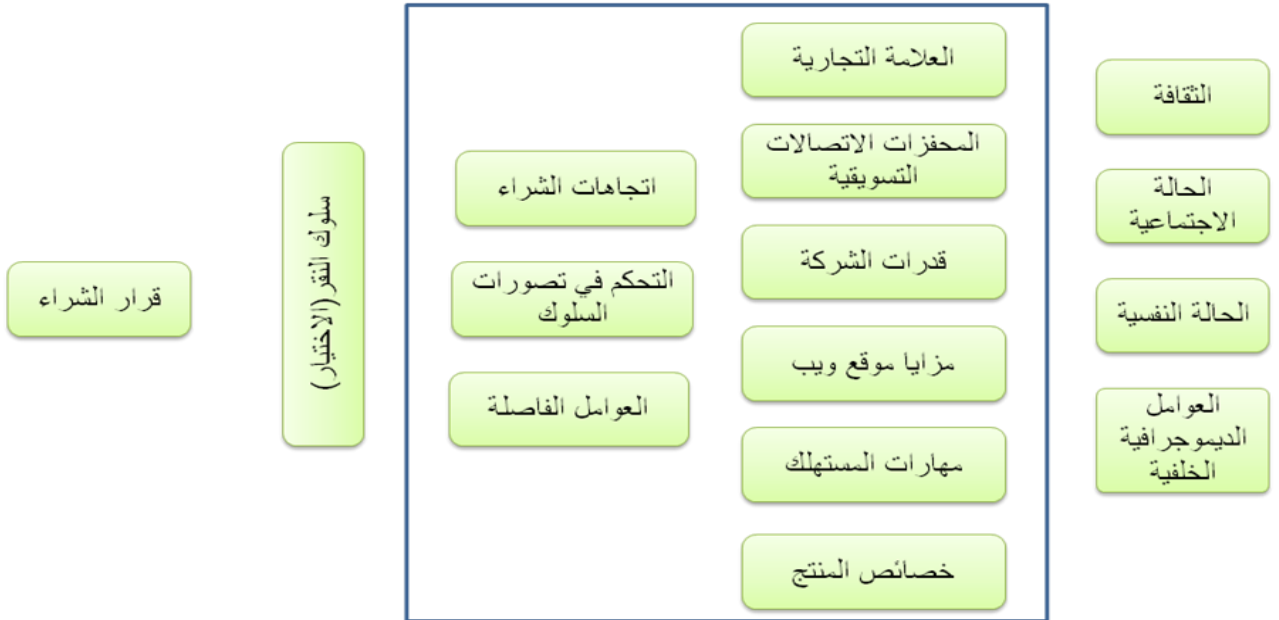 الثقافة
الحالة
الاجتماعية
الحالة النفسية
العوامل
الديموجرافية
الخلفية
العلامة التجارية
المحفزات الاتصالات
التسويقية
قدرات الشركة
مزايا موقع ويب
مهارات المستهلك
خصائص المنتج
اتجاهات الشراء
التحكم في تصورات
السلوك
العوامل الفاصلة
سلوك النقر(الاختيار)
قرار الشراء